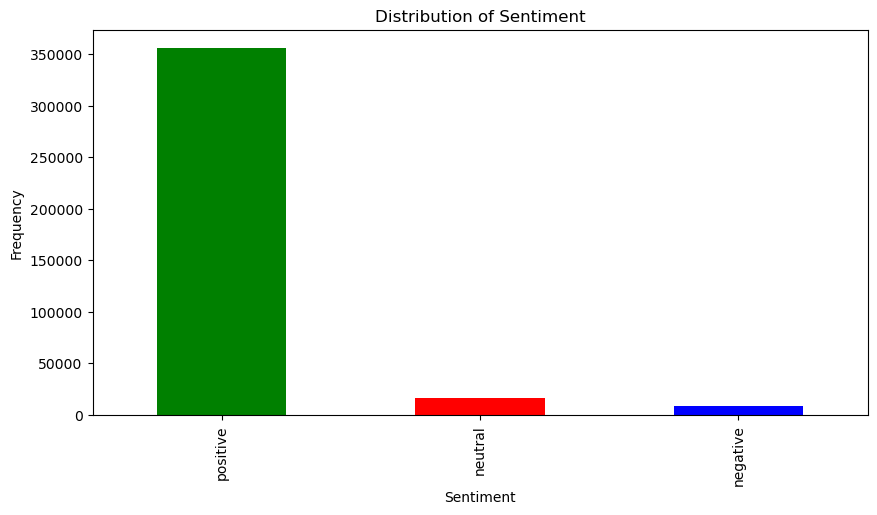 Distribution of Sentiment
350000
300000
250000
200000
150000
100000
50000
0
Frequency
positive
neutral
negative
Sentiment